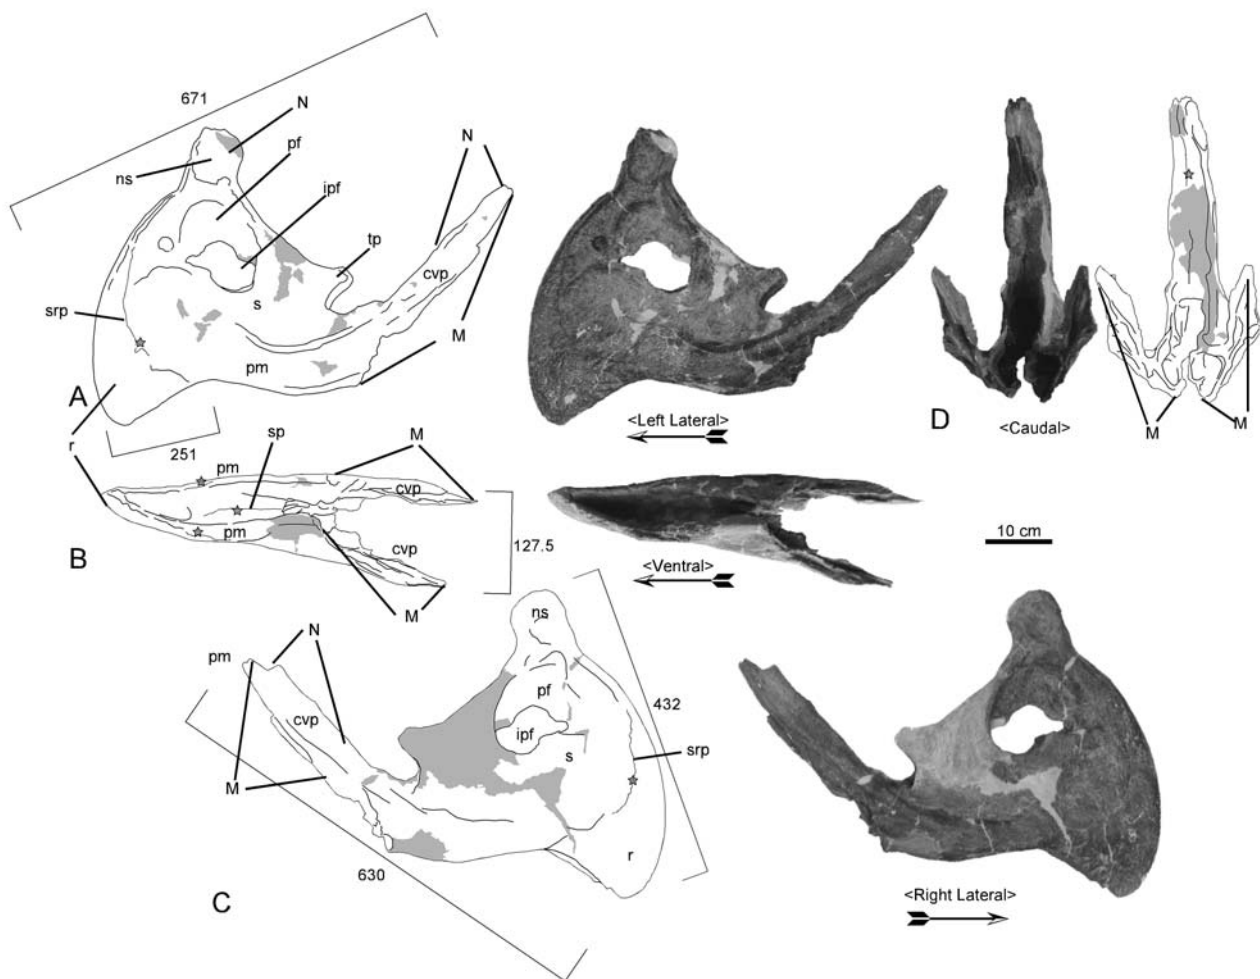 671
N
pf
ns
ipf
N
tp
cvp
s
srp
pm
M
A
r
251
<Left Lateral>
D
<Caudal>
M
M
sp
pm
M
cvp
pm
cvp
B
127.5
M
<Ventral>
10 cm
N
pm
ns
cvp
pf
432
ipf
s
srp
M
r
630
C
<Right Lateral>